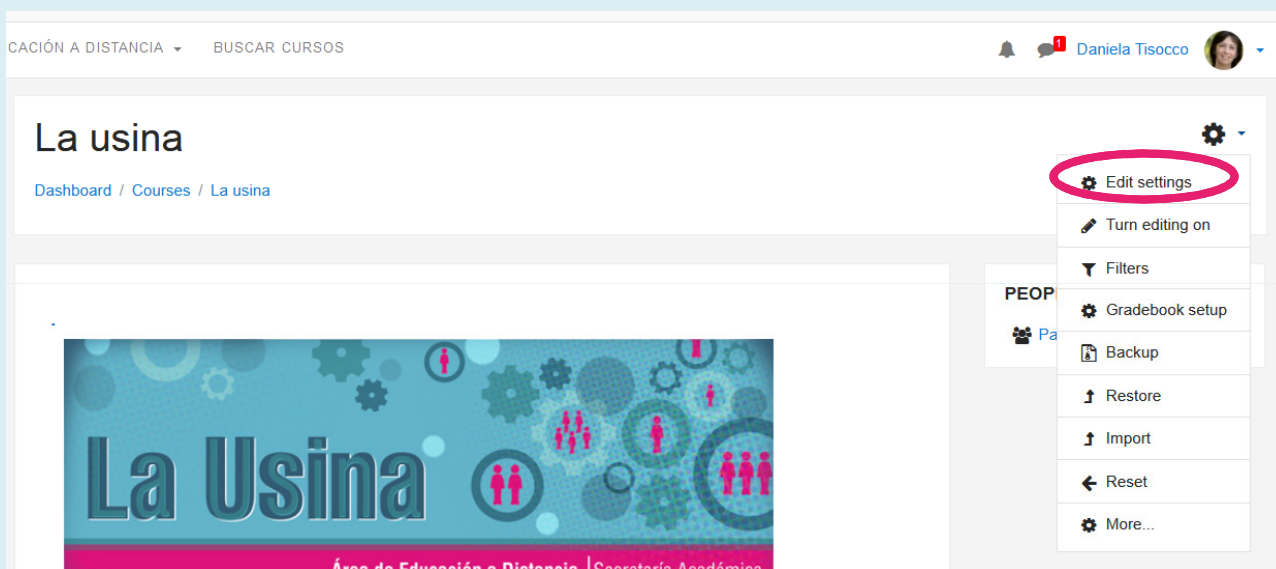 CACIÓN A DISTANCIA BUSCAR CURSOS 1 Daniela Tisocco
La usina
Dashboard / Courses / La usina
Edit settings
Turn editing on
Filters
PEOP
Gradebook setup
Pa
Backup
Restore
Import
Reset
More...
La Usina
Área de Educación a Distancia | Secretaría Académica